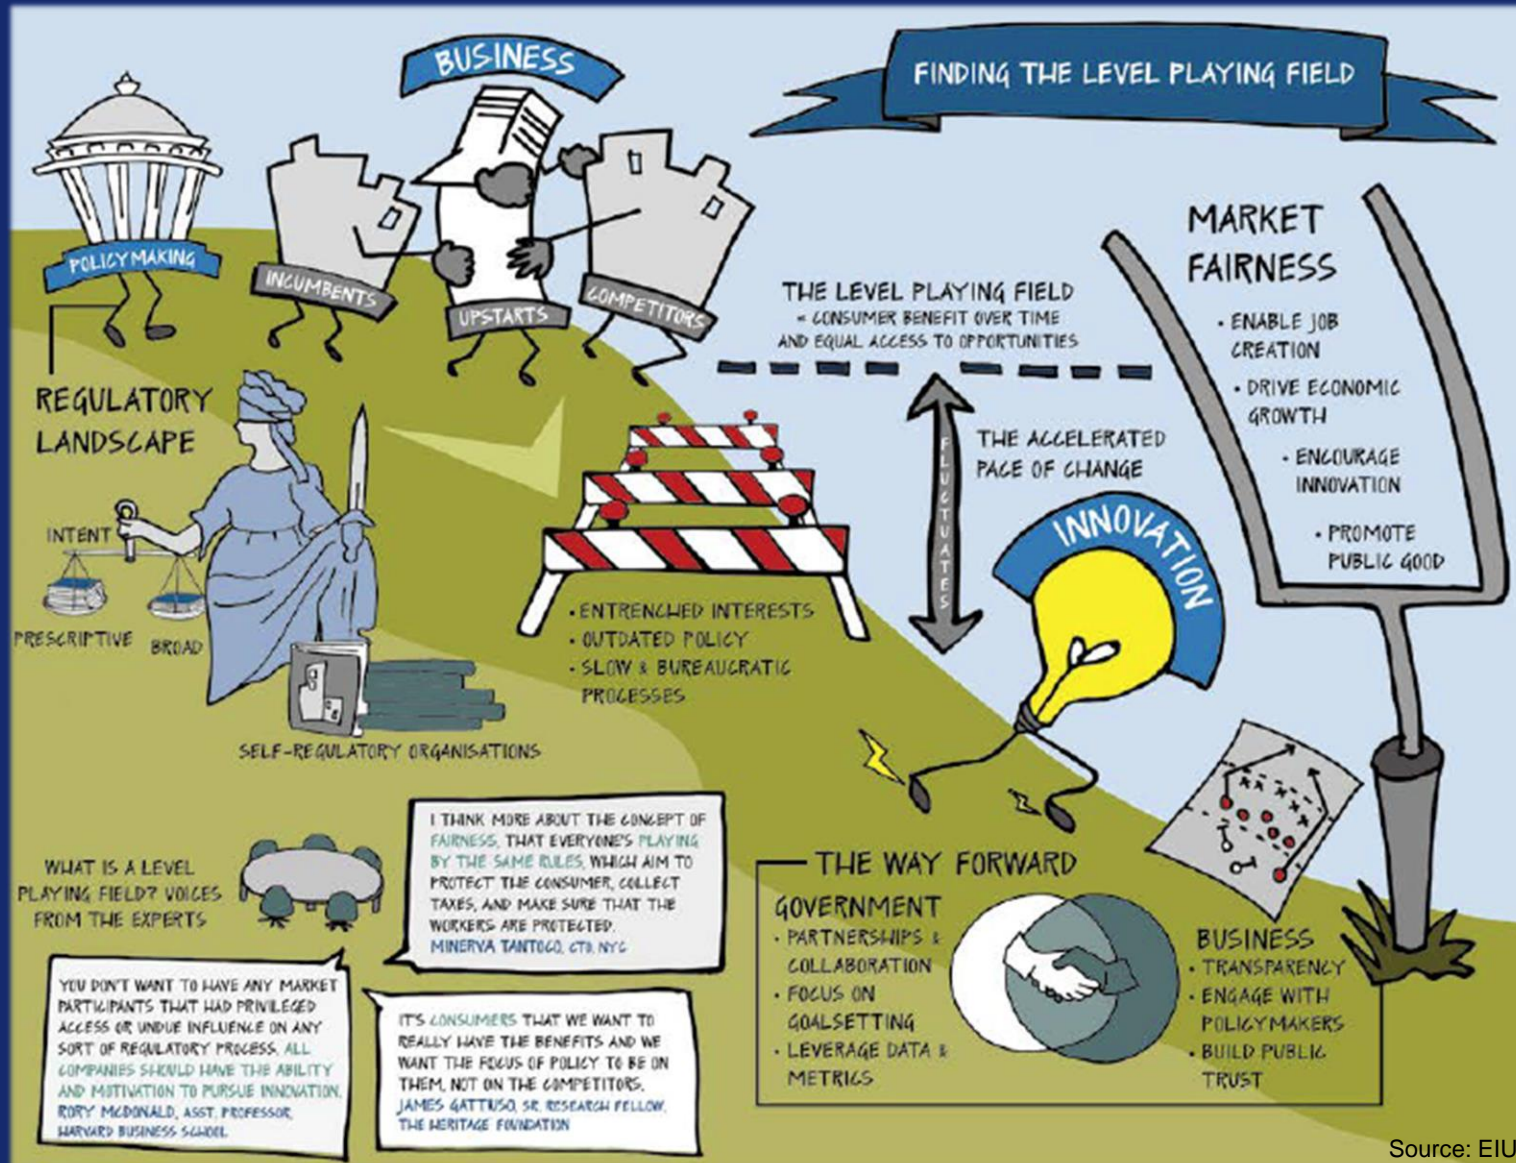 FINDING THE LEVEL PLAYING FIELD
BUSINESS
POLICYMAKING
INCUMBENTS
UPSTARTS
COMPETITORS
REGULATORY
LANDSCAPE
INTENT
PRESCRIPTIVE
BROAD
SELF-REGULATORY ORGANISATIONS
• ENTRENCHED INTERESTS
• OUTDATED POLICY
• SLOW & BUREAUCRATIC
PROCESSES
THE LEVEL PLAYING FIELD
= CONSUMER BENEFIT OVER TIME
AND EQUAL ACCESS TO OPPORTUNITIES
FLUCTUATES
THE ACCELERATED
PACE OF CHANGE
INNOVATION
MARKET
FAIRNESS
• ENABLE JOB
CREATION
• DRIVE ECONOMIC
GROWTH
• ENCOURAGE
INNOVATION
• PROMOTE
PUBLIC GOOD
WHAT IS A LEVEL
PLAYING FIELD? VOICES
FROM THE EXPERTS
I THINK MORE ABOUT THE CONCEPT OF
FAIRNESS, THAT EVERYONE'S PLAYING
BY THE SAME RULES, WHICH AIM TO
PROTECT THE CONSUMER, COLLECT
TAXES, AND MAKE SURE THAT THE
WORKERS ARE PROTECTED.
MINERVA TANTOCO, CTO, NYC
YOU DON'T WANT TO HAVE ANY MARKET
PARTICIPANTS THAT HAD PRIVILEGED
ACCESS OR UNDUE INFLUENCE ON ANY
SORT OF REGULATORY PROCESS. ALL
COMPANIES SHOULD HAVE THE ABILITY
AND MOTIVATION TO PURSUE INNOVATION.
RORY MCDONALD, ASST. PROFESSOR,
HARVARD BUSINESS SCHOOL
IT'S CONSUMERS THAT WE WANT TO
REALLY HAVE THE BENEFITS AND WE
WANT THE FOCUS OF POLICY TO BE ON
THEM, NOT ON THE COMPETITORS.
JAMES GATTUSO, SR. RESEARCH FELLOW,
THE HERITAGE FOUNDATION
THE WAY FORWARD
GOVERNMENT
• PARTNERSHIPS &
COLLABORATION
• FOCUS ON
GOALSETTING
• LEVERAGE DATA &
METRICS
BUSINESS
• TRANSPARENCY
• ENGAGE WITH
POLICYMAKERS
• BUILD PUBLIC
TRUST
Source: EIU